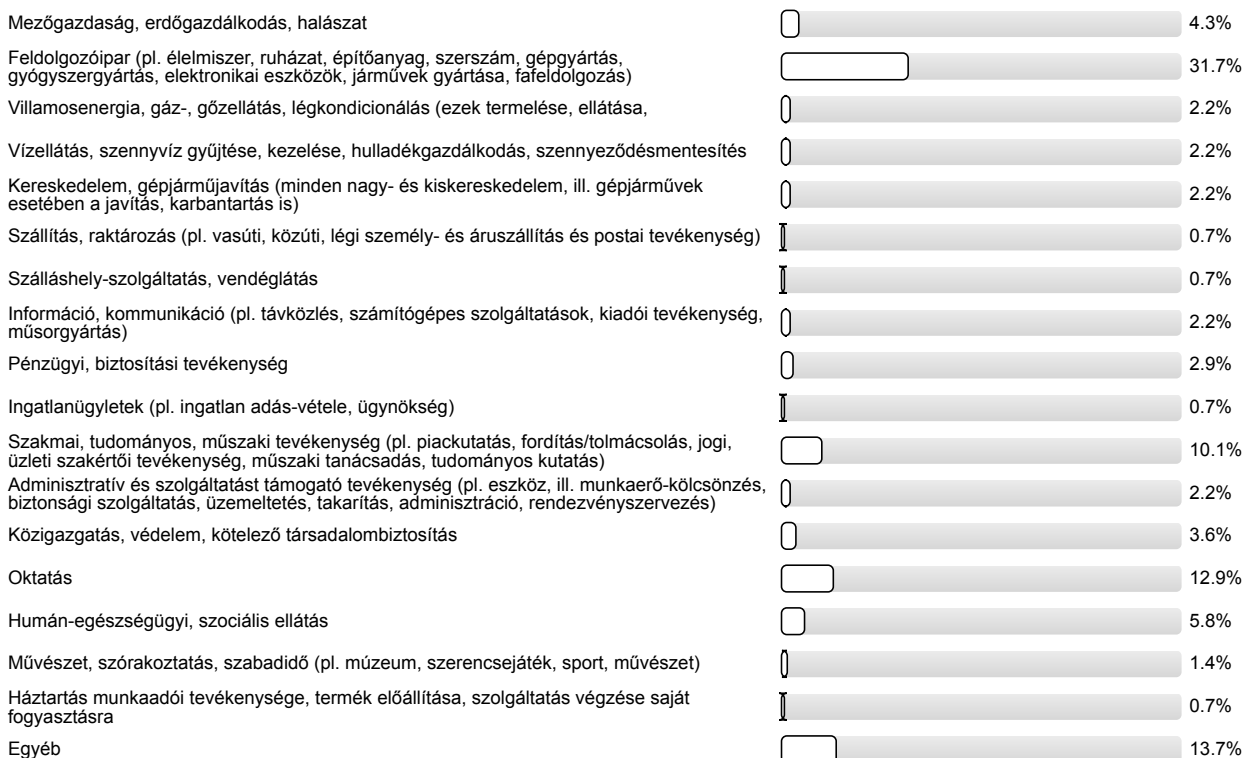 Mezőgazdaság, erdőgazdálkodás, halászat 4.3%
Feldolgozóipar (pl. élelmiszer, ruházat, építőanyag, szerszám, gépgyártás,
gyógyszergyártás, elektronikai eszközök, járművek gyártása, fafeldolgozás) 31.7%
Villamosenergia, gáz-, gőzellátás, légkondicionálás (ezek termelése, ellátása, 2.2%
Vízellátás, szennyvíz gyűjtése, kezelése, hulladékgazdálkodás, szennyeződésmentesítés 2.2%
Kereskedelem, gépjárműjavítás (minden nagy- és kiskereskedelem, ill. gépjárművek
esetében a javítás, karbantartás is) 2.2%
Szállítás, raktározás (pl. vasúti, közúti, légi személy- és áruszállítás és postai tevékenység) 0.7%
Szálláshely-szolgáltatás, vendéglátás 0.7%
Információ, kommunikáció (pl. távközlés, számítógépes szolgáltatások, kiadói tevékenység,
műsorgyártás) 2.2%
Pénzügyi, biztosítási tevékenység 2.9%
Ingatlanügyletek (pl. ingatlan adás-vétele, ügynökség) 0.7%
Szakmai, tudományos, műszaki tevékenység (pl. piackutatás, fordítás/tolmácsolás, jogi,
üzleti szakértői tevékenység, műszaki tanácsadás, tudományos kutatás) 10.1%
Adminisztratív és szolgáltatást támogató tevékenység (pl. eszköz, ill. munkaerő-kölcsönzés,
biztonsági szolgáltatás, üzemeltetés, takarítás, adminisztráció, rendezvényszervezés) 2.2%
Közigazgatás, védelem, kötelező társadalombiztosítás 3.6%
Oktatás 12.9%
Humán-egészségügyi, szociális ellátás 5.8%
Művészet, szórakoztatás, szabadidő (pl. múzeum, szerencsejáték, sport, művészet) 1.4%
Háztartás munkaadói tevékenysége, termék előállítása, szolgáltatás végzése saját
fogyasztásra 0.7%
Egyéb 13.7%